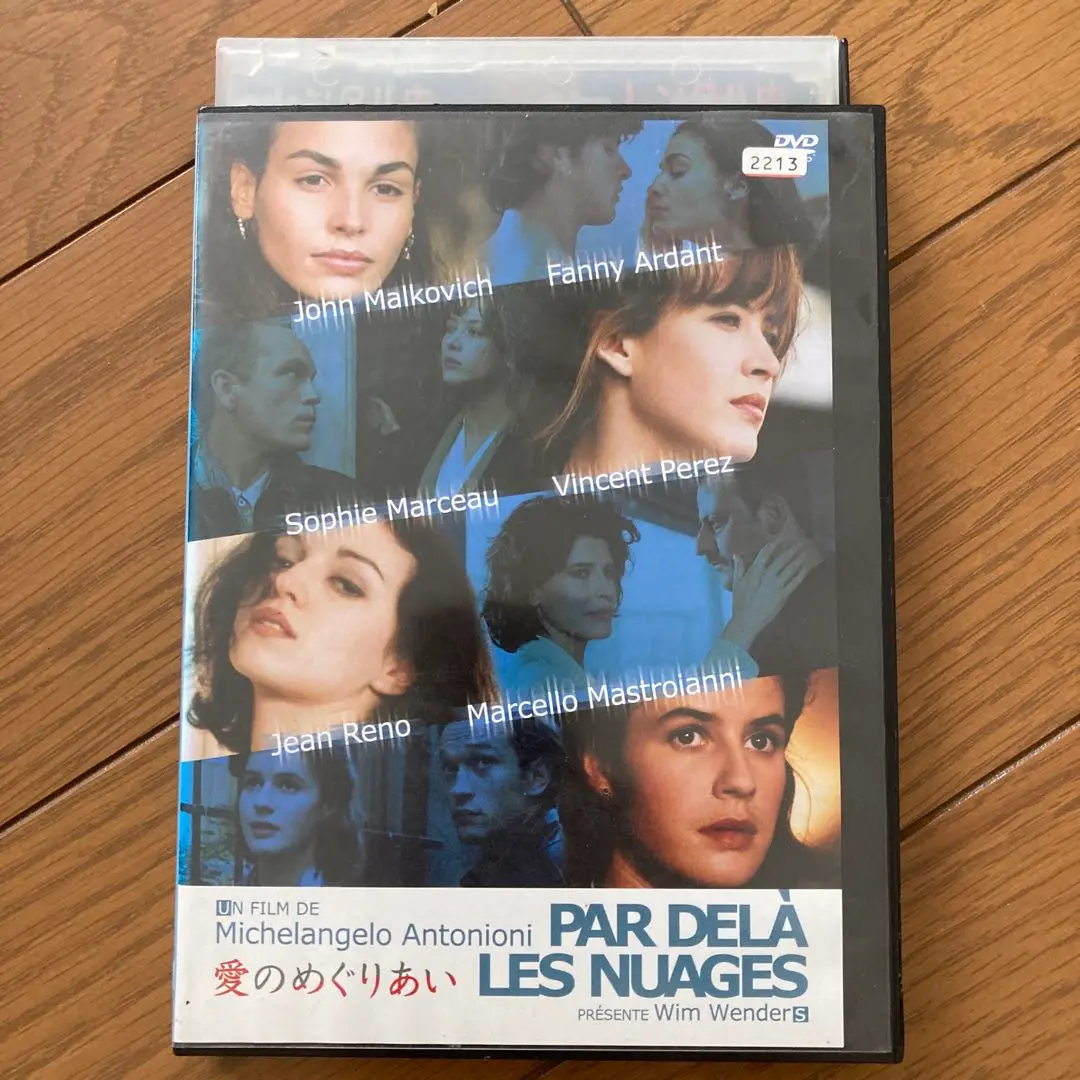 DVD
2213
John Malkovich
Fanny Ardant
Sophie Marceau
Vincent Perez
Jean Reno
Marcello Mastroianni
UN FILM DE
Michelangelo Antonioni
PAR DELÀ
LES NUAGES
愛のめぐりあい
PRÉSENTE Wim WenderS